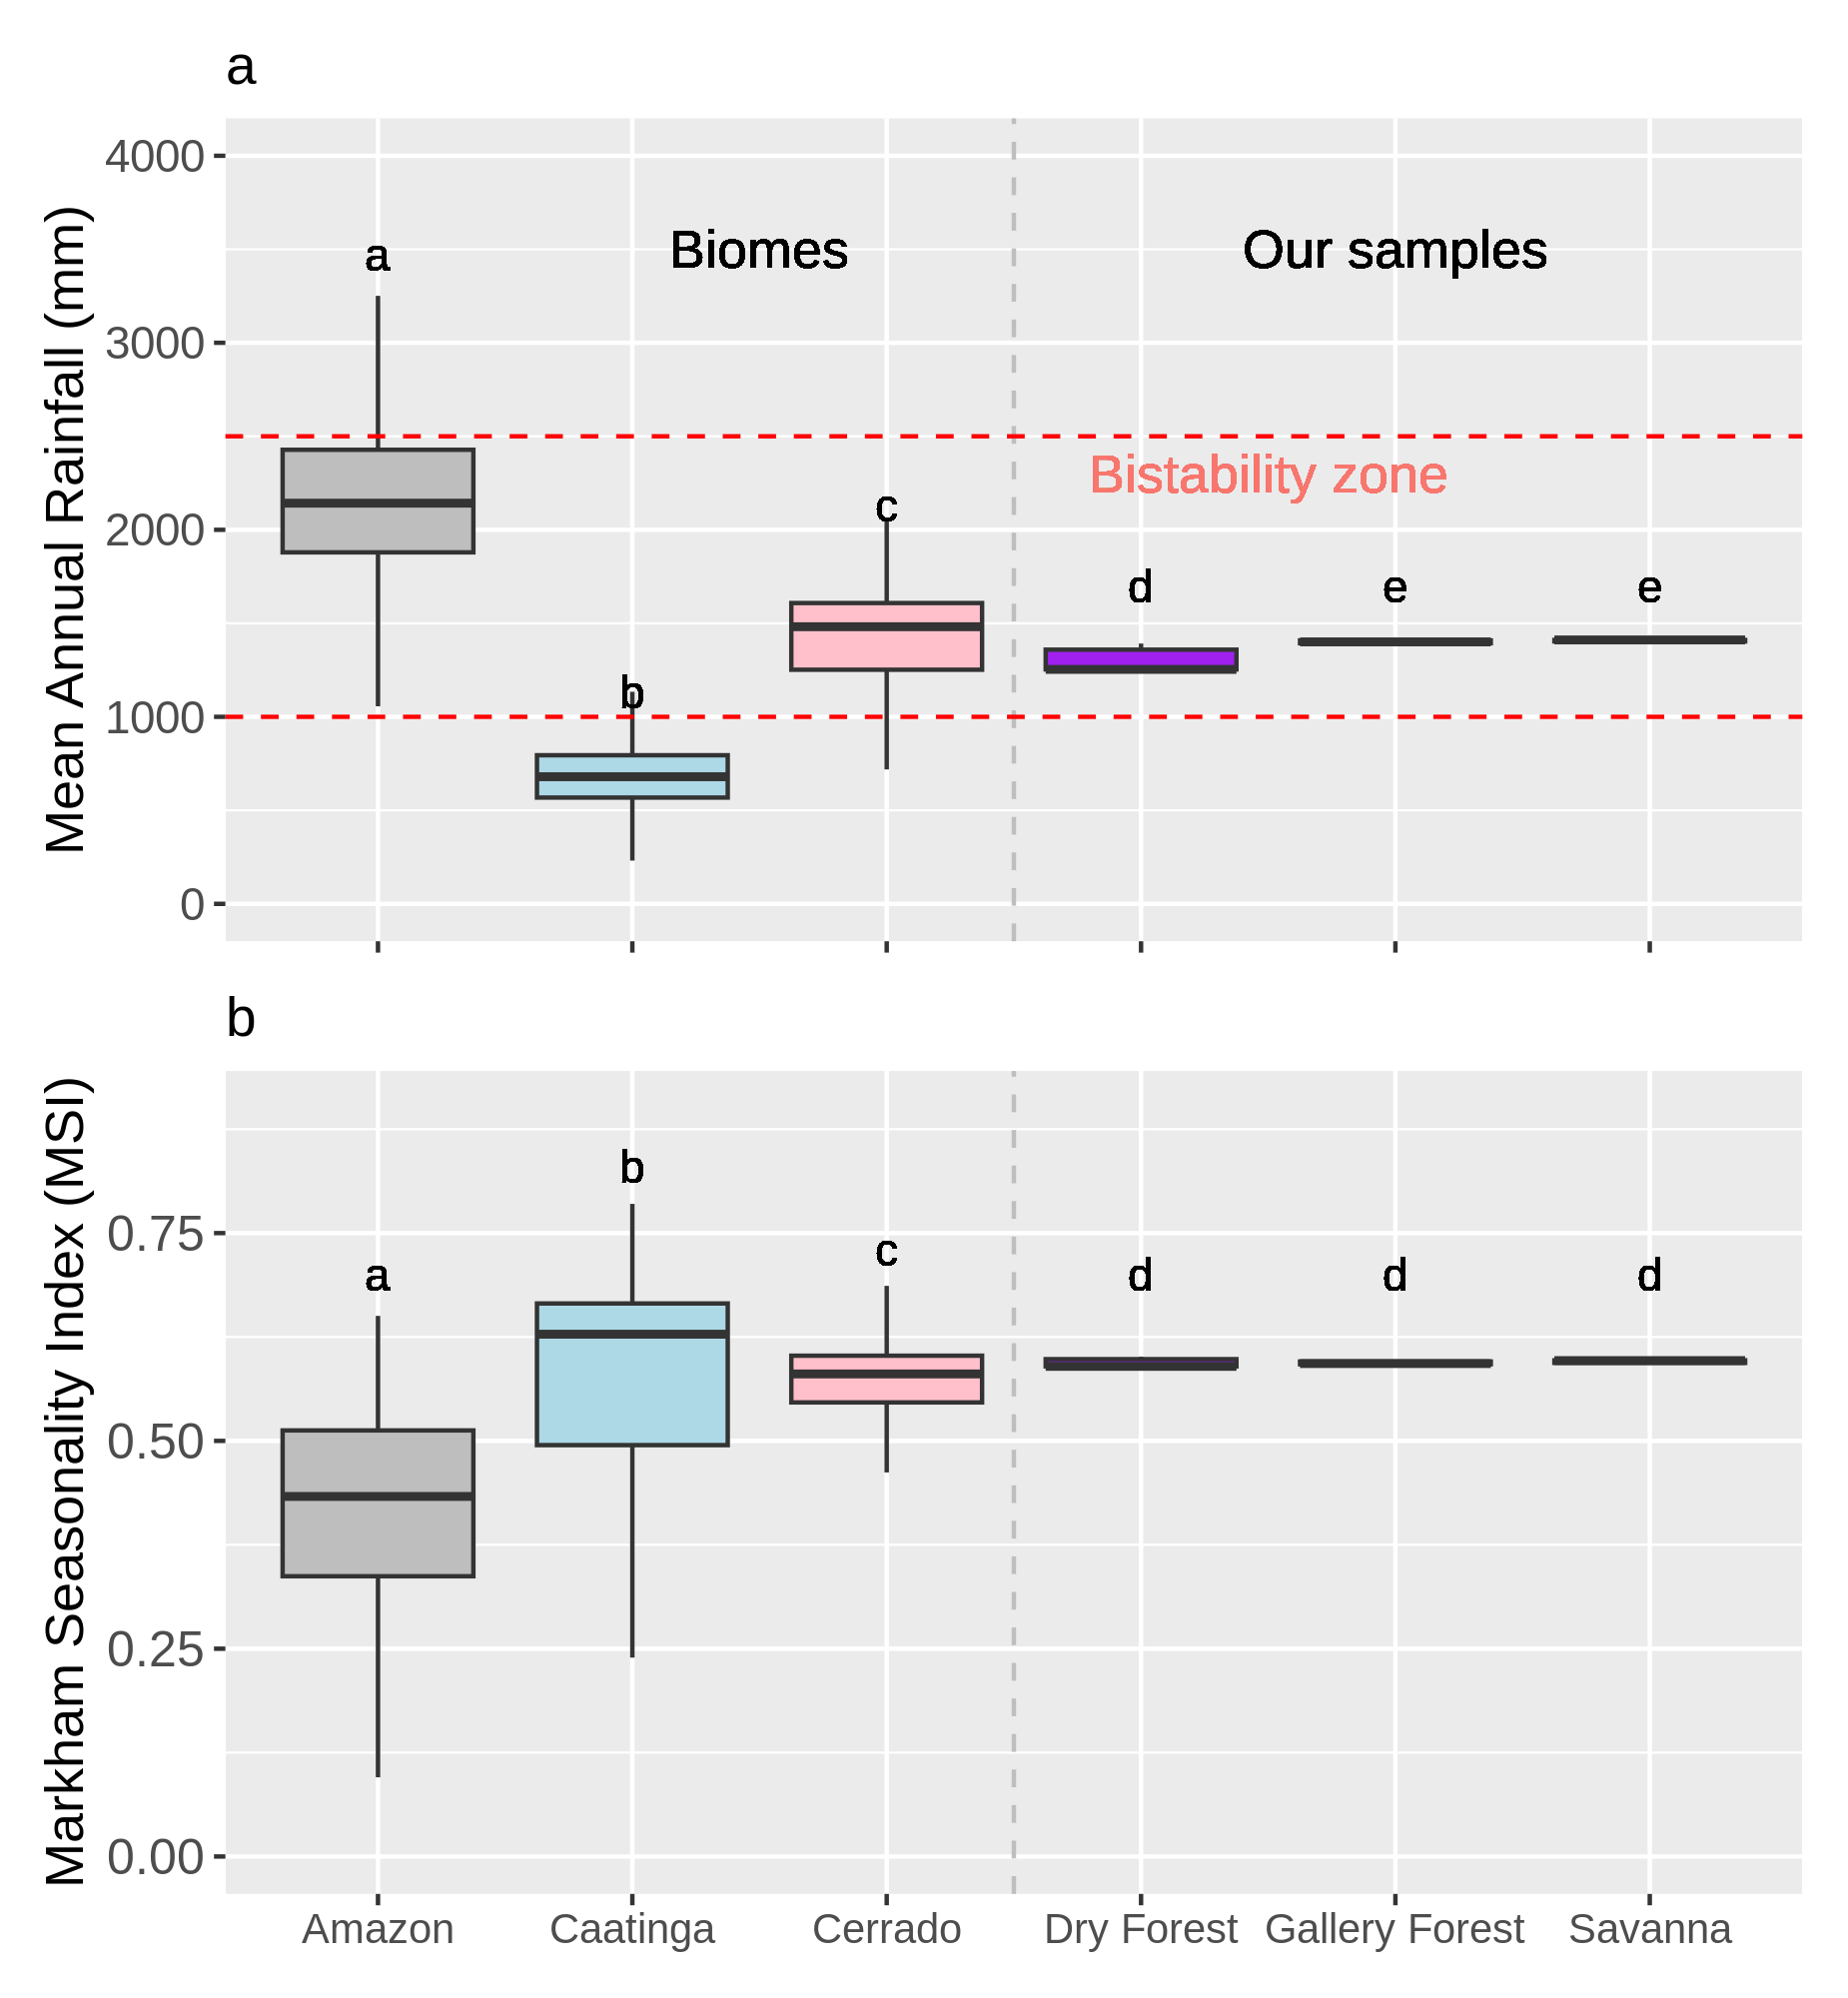 a
Mean Annual Rainfall (mm)
4000
3000
2000
1000
0
Biomes
Our samples
Bistability zone
a
b
c
d
e
e
b
Markham Seasonality Index (MSI)
0.75
0.50
0.25
0.00
a
b
c
d
d
d
Amazon
Caatinga
Cerrado
Dry Forest
Gallery Forest
Savanna